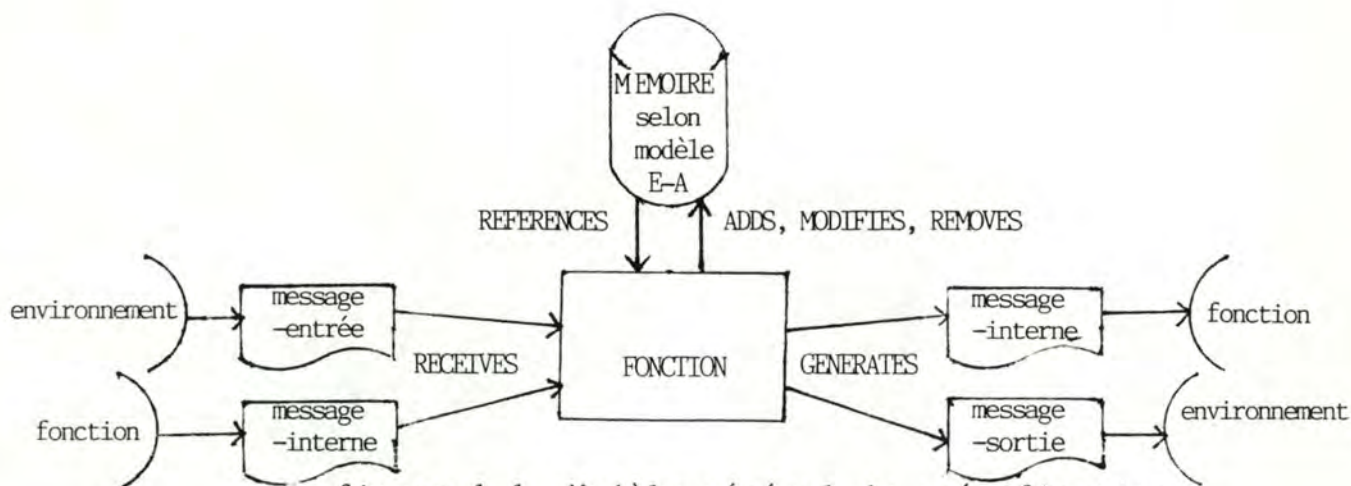 MEMOIRE
selon
modèle
E-A
REFERENCES
ADDS, MODIFIES, REMOVES
environnement
message
-entrée
RECEIVES
FONCTION
GENERATES
message
-interne
fonction
fonction
message
-interne
message
-sortie
environnement